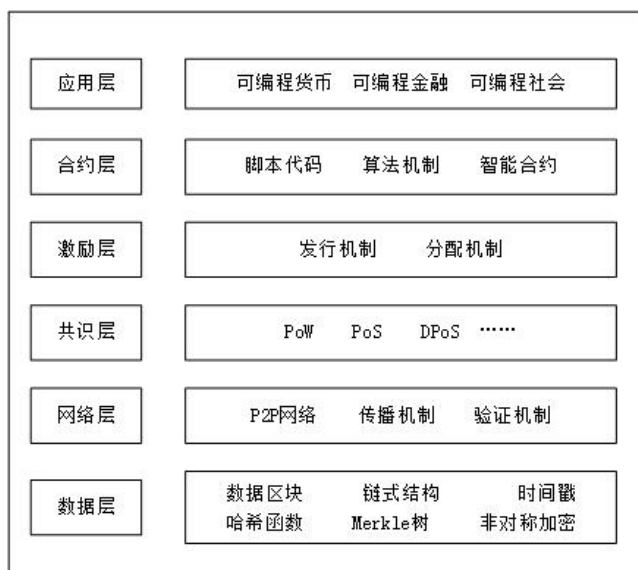 应用层
可编程货币 可编程金融 可编程社会
合约层
脚本代码 算法机制 智能合约
激励层
发行机制 分配机制
共识层
PoW PoS DPoS ……
网络层
P2P网络 传播机制 验证机制
数据层
数据区块 链式结构 时间戳
哈希函数 Merkle树 非对称加密